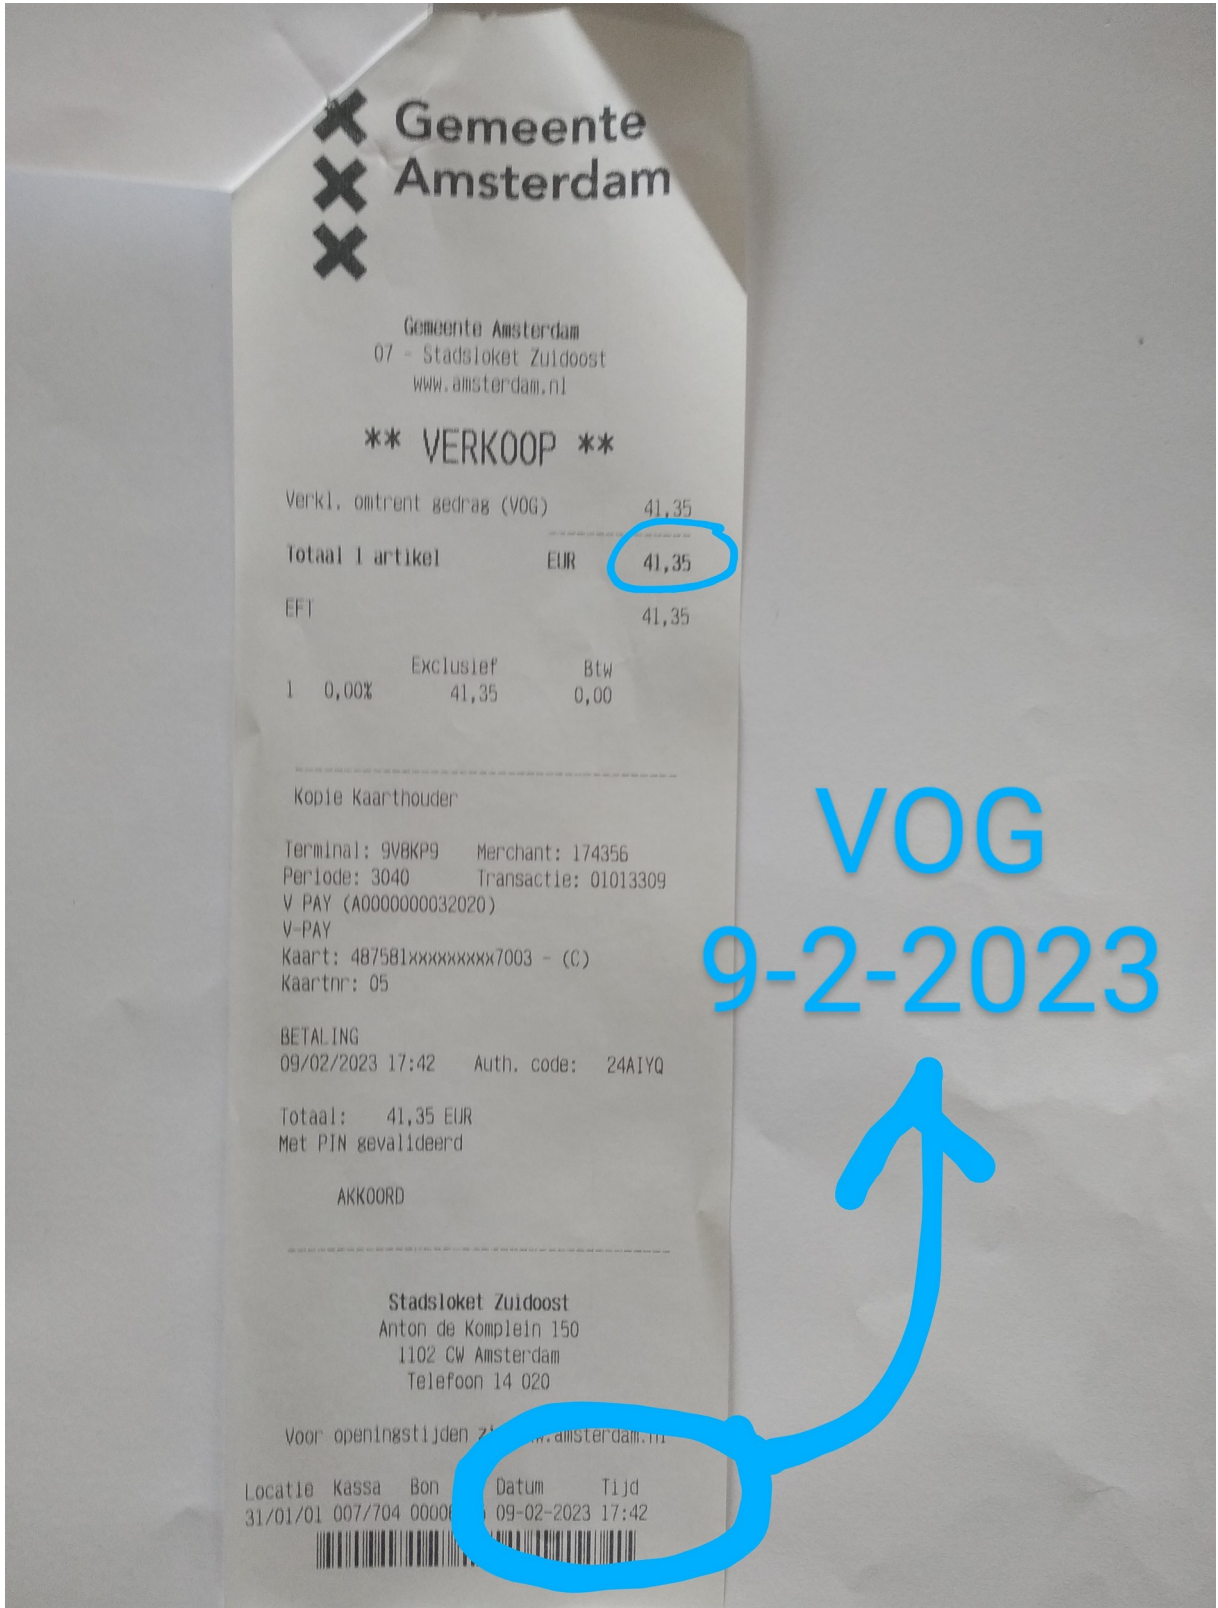 Gemeente
Amsterdam
Gemeente Amsterdam
07 - Stadsloket Zuidoost
www.amsterdam.nl
** VERKOOP **
Verkl. omtrent gedrag (VOG) 41,35
Totaal 1 artikel EUR 41,35
EFT 41,35
Exclusief Btw
1 0,00% 41,35 0,00
Kopie Kaarthouder
Terminal: 9V8KP9 Merchant: 174356
Periode: 3040 Transactie: 01013309
V PAY (A0000000032020)
V-PAY
Kaart: 487581xxxxxxxxx7003 - (C)
Kaartnr: 05
BETALING
09/02/2023 17:42 Auth. code: 24AIYQ
Totaal: 41,35 EUR
Met PIN gevalideerd
AKKOORD
Stadsloket Zuidoost
Anton de Komplein 150
1102 CW Amsterdam
Telefoon 14 020
Voor openingstijden .amsterdam.nl
Locatie Kassa Bon Datum Tijd
31/01/01 007/704 09-02-2023 17:42
VOG
9-2-2023